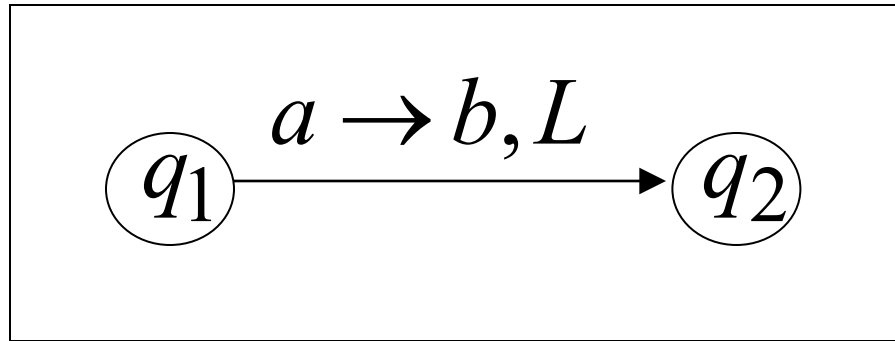 a → b, L
q₁ q₂